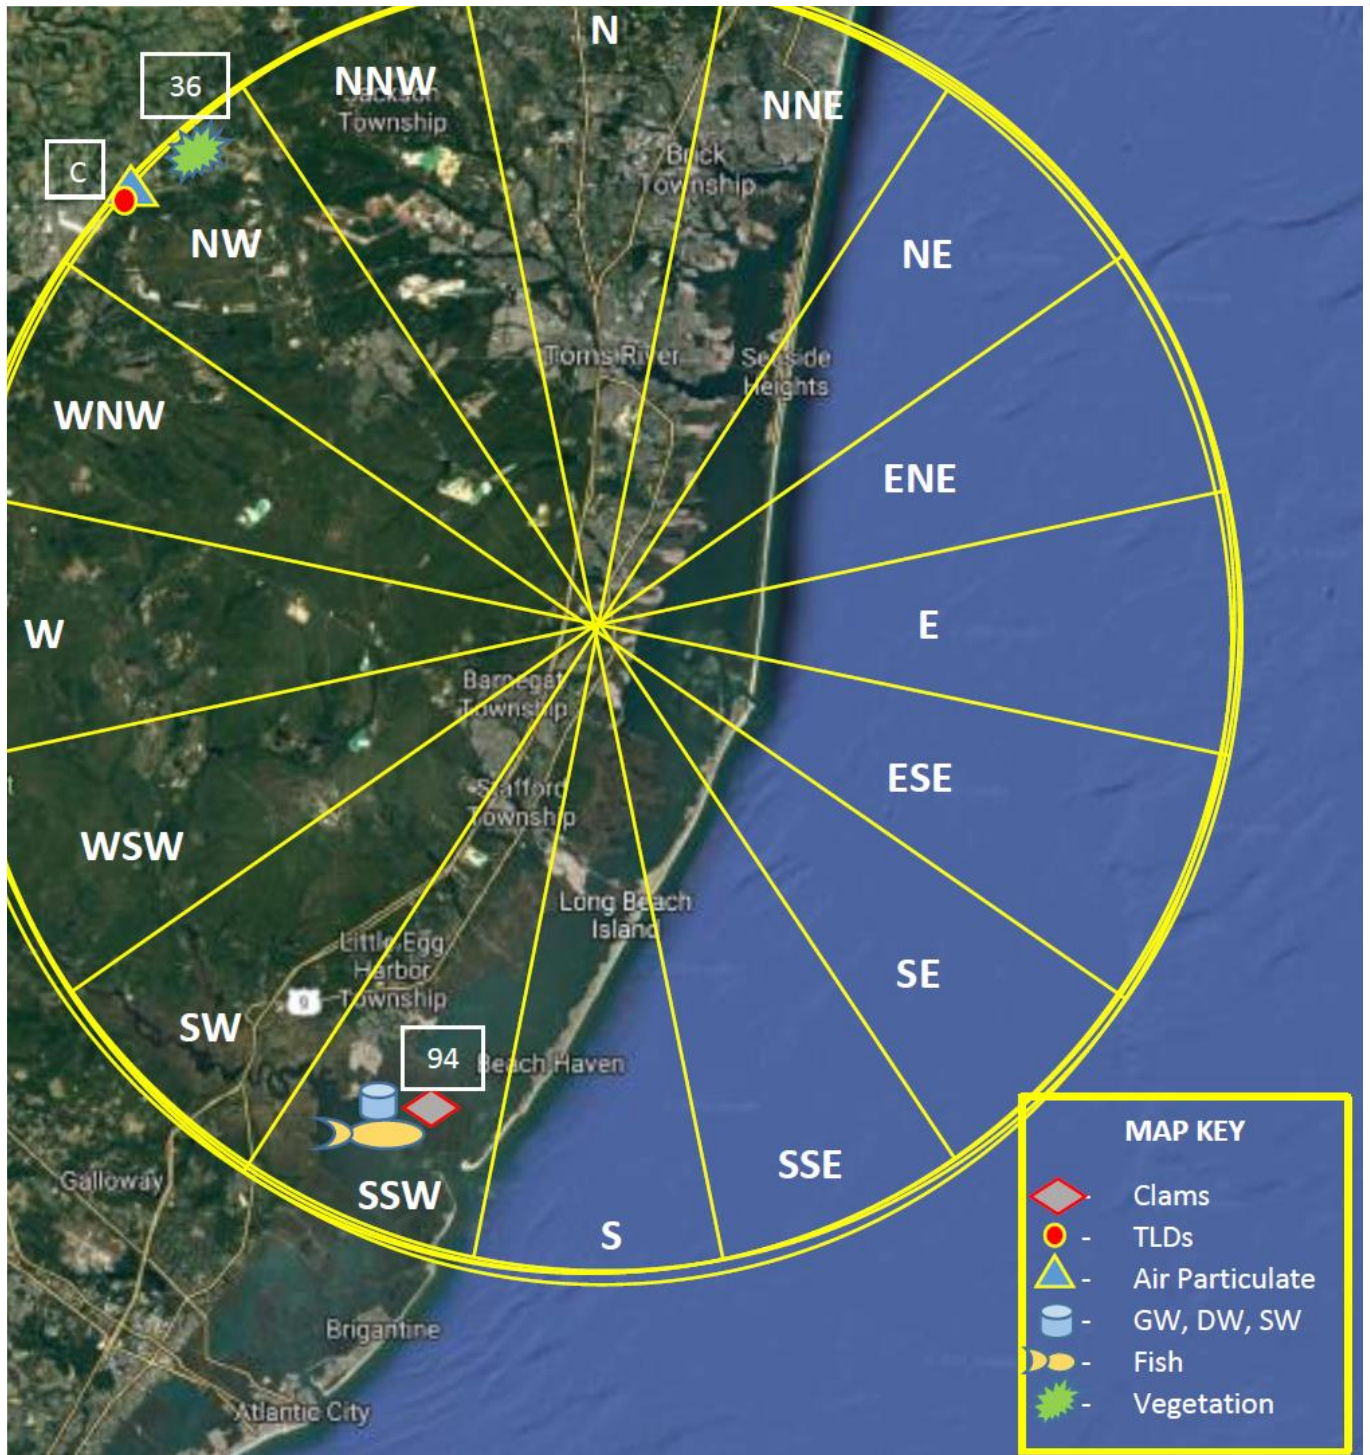 N
NNW
36
Jackson
Township
NNE
Brick
Township
C
NW
NE
Toms River
Seaside
Heights
WNW
ENE
W
E
Barnegat
Township
ESE
Stafford
Township
WSW
Long Beach
Island
Little Egg
Harbor
Township
9
SE
SW
94
Beach Haven
Galloway
SSW
SSE
S
Brigantine
Atlantic City
MAP KEY
- Clams
- TLDs
- Air Particulate
- GW, DW, SW
- Fish
- Vegetation